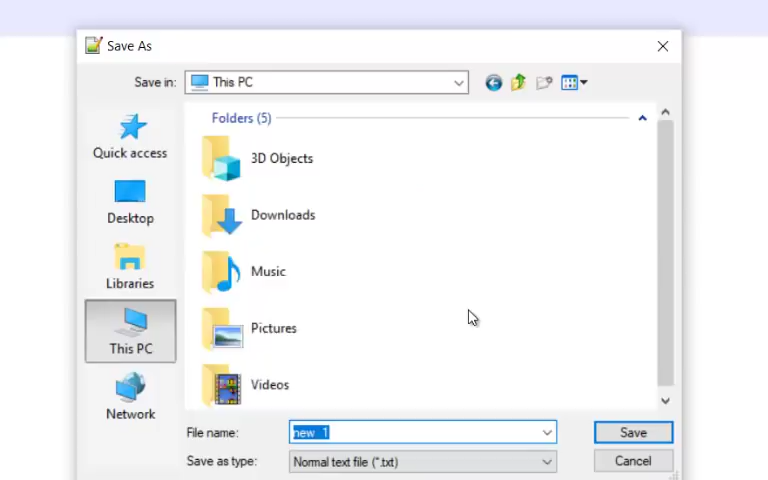 Save As
Save in: This PC
Folders (5)
Quick access
3D Objects
Desktop
Downloads
Libraries
Music
This PC
Pictures
Network
Videos
File name: new 1 Save
Save as type: Normal text file (*.txt) Cancel